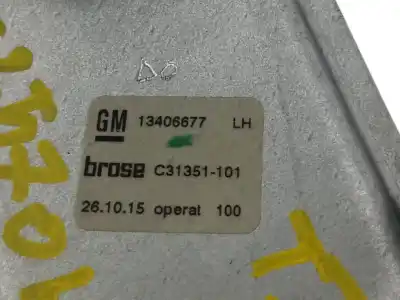 GM 13406677 LH
brose C31351-101
26.10.15 operat 100